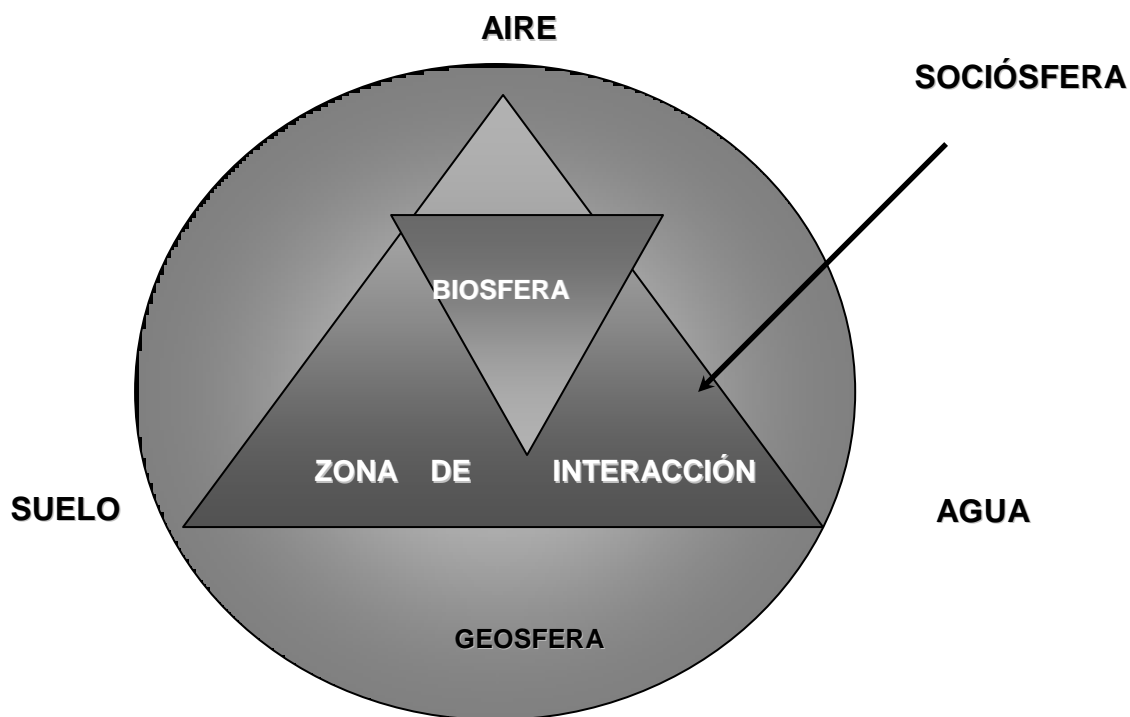 AIRE
SOCIÓSFERA
BIOSFERA
ZONA DE INTERACCIÓN
SUELO
AGUA
GEOSFERA